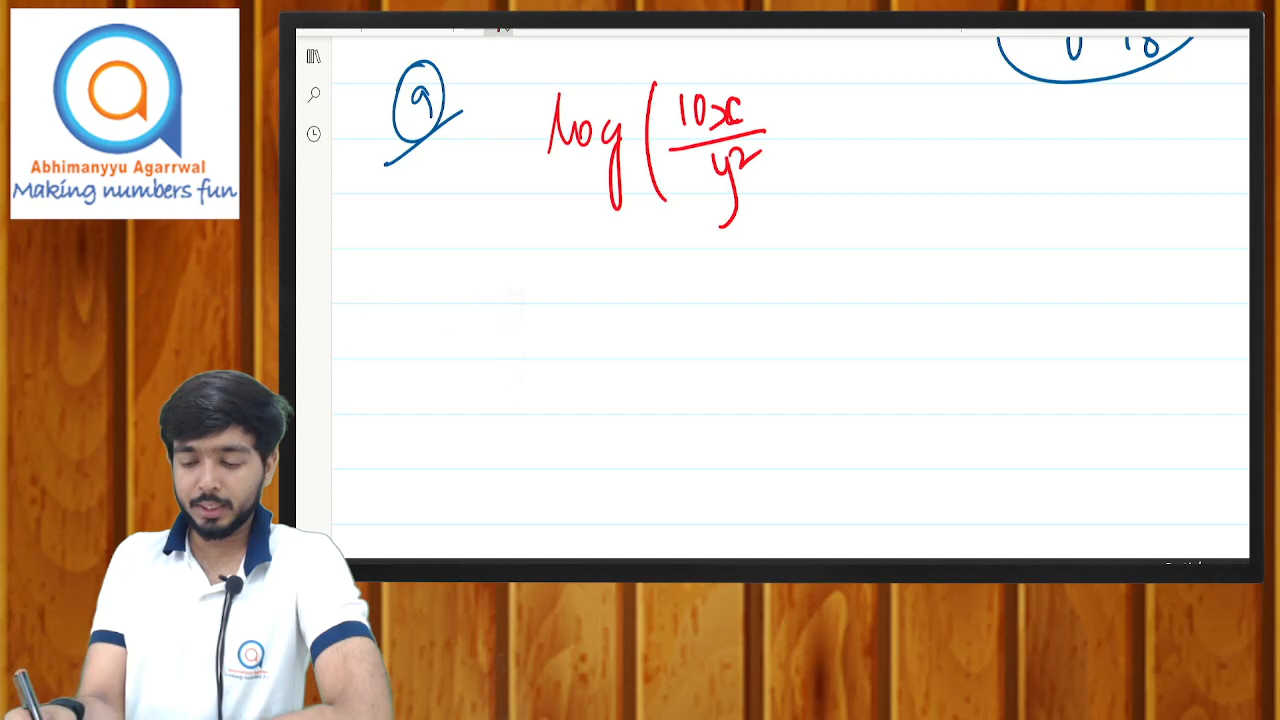 Abhimanyyu Agarrwal
Making numbers fun
9
log ( 10x
y²